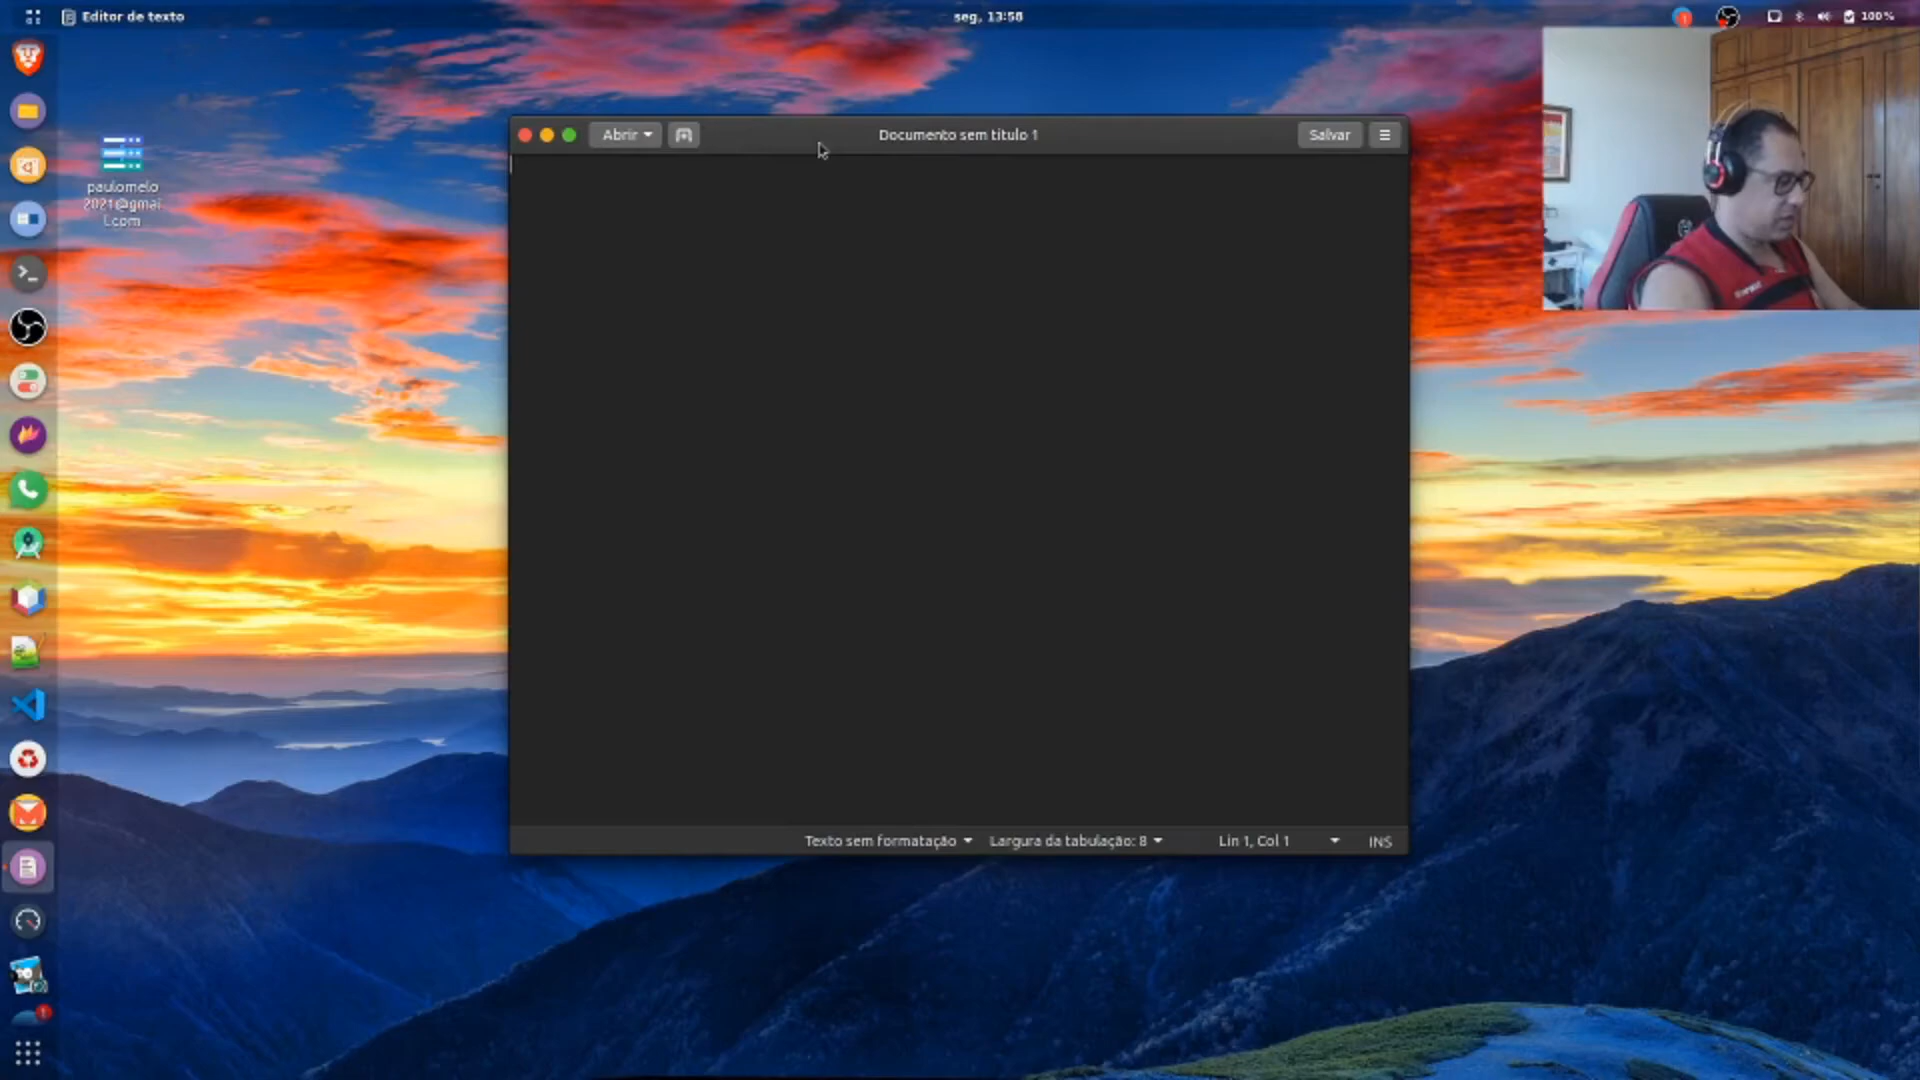 Editor de texto
seg, 13:58
100%
paulomelo
2021@gmai
l.com
Abrir
Documento sem título 1
Salvar
Texto sem formatação
Largura da tabulação: 8
Lin 1, Col 1
INS